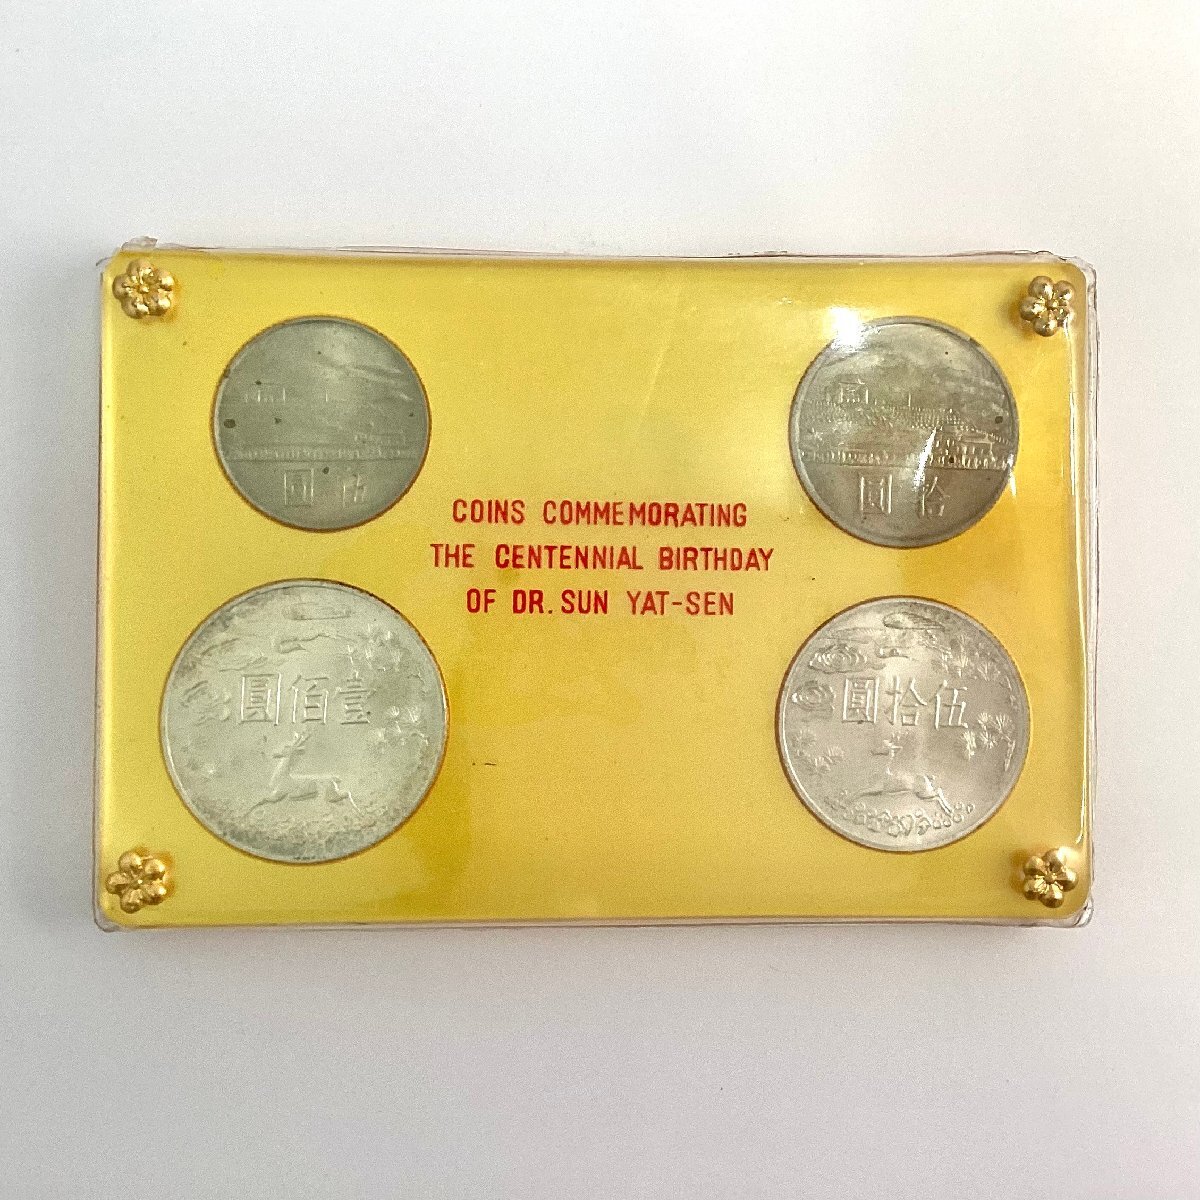 圓伍
圓拾
COINS COMMEMORATING
THE CENTENNIAL BIRTHDAY
OF DR. SUN YAT-SEN
圓佰壹
圓拾伍